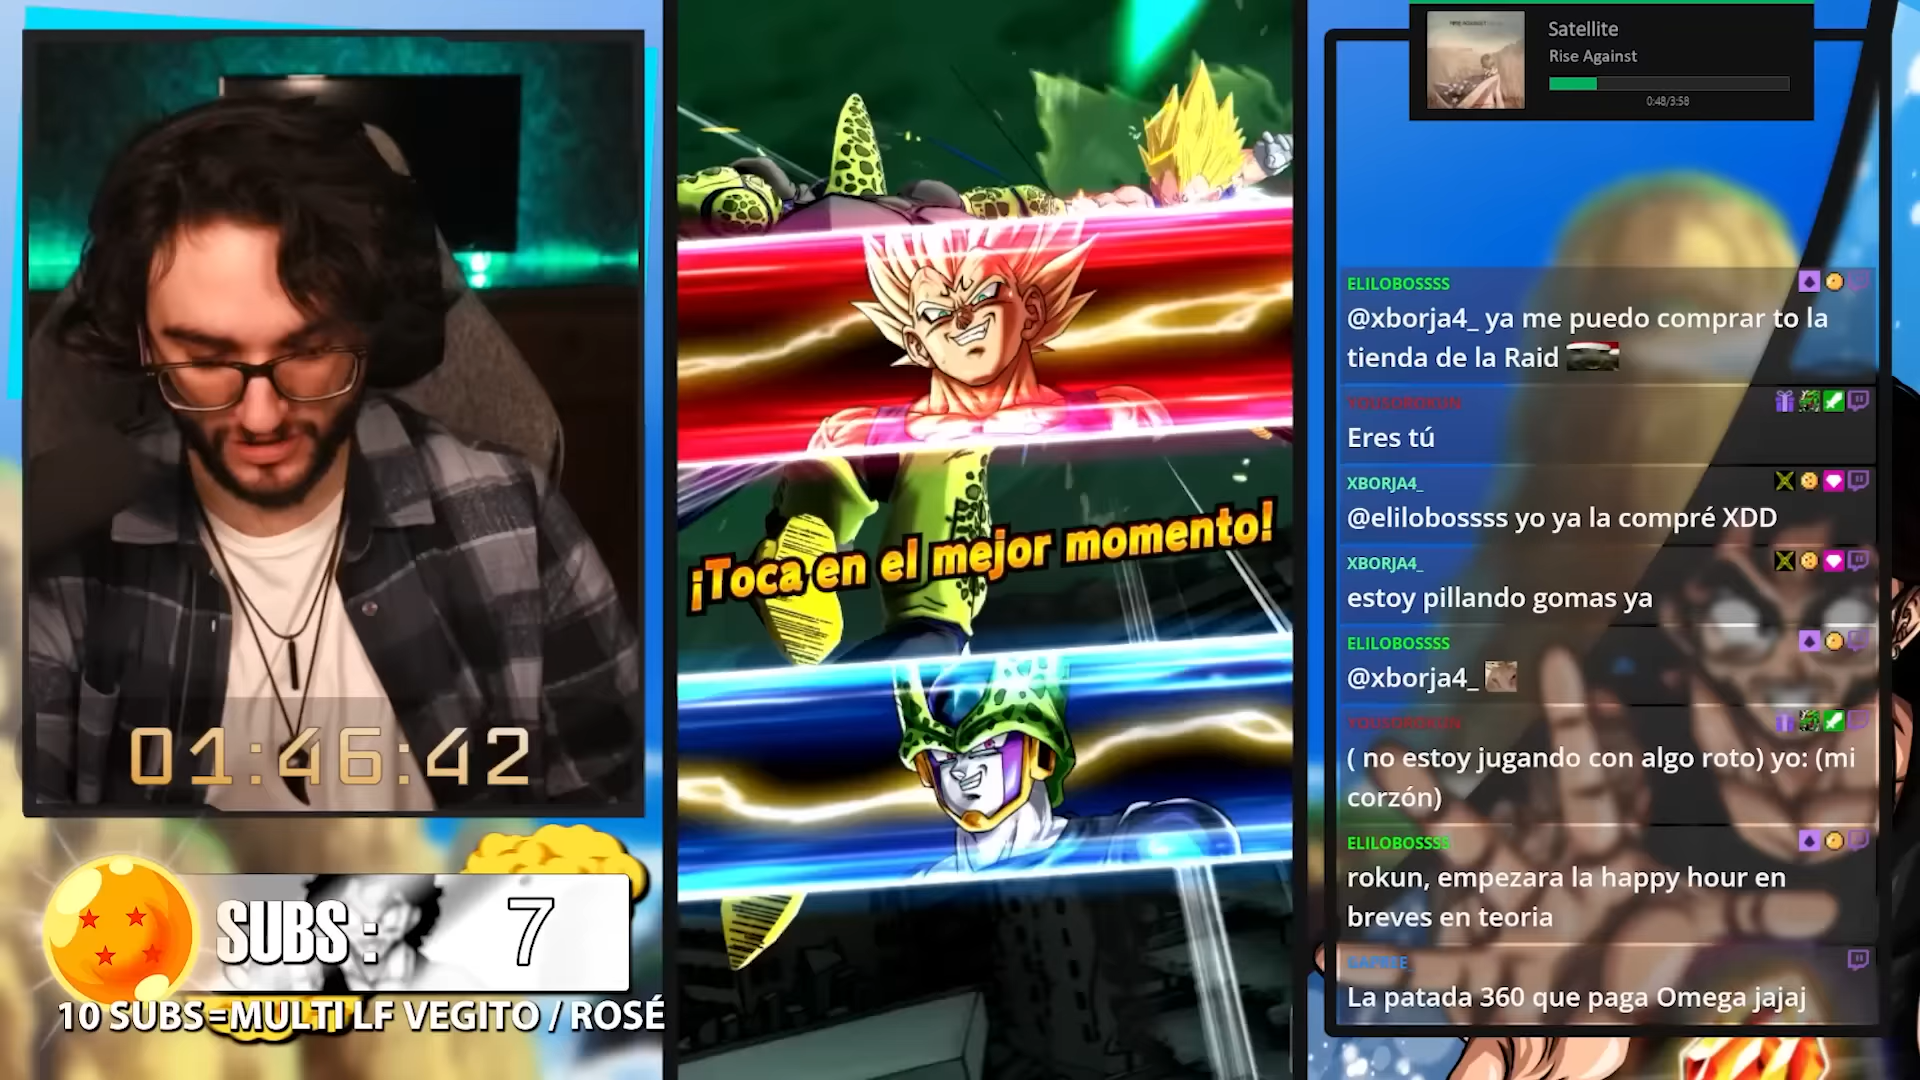 Satellite
Rise Against
0:48/3:58
ELILOBOSSSS
@xborja4_ ya me puedo comprar to la
tienda de la Raid
YOUSOROKUN
Eres tú
XBORJA4_
@elilobossss yo ya la compré XDD
XBORJA4_
estoy pillando gomas ya
ELILOBOSSSS
@xborja4_
YOUSOROKUN
( no estoy jugando con algo roto) yo: (mi
corzón)
ELILOBOSSSS
rokun, empezara la happy hour en
breves en teoria
La patada 360 que paga Omega jajaj
¡Toca en el mejor momento!
01:46:42
SUBS: 7
10 SUBS=MULTI LF VEGITO / ROSÉ